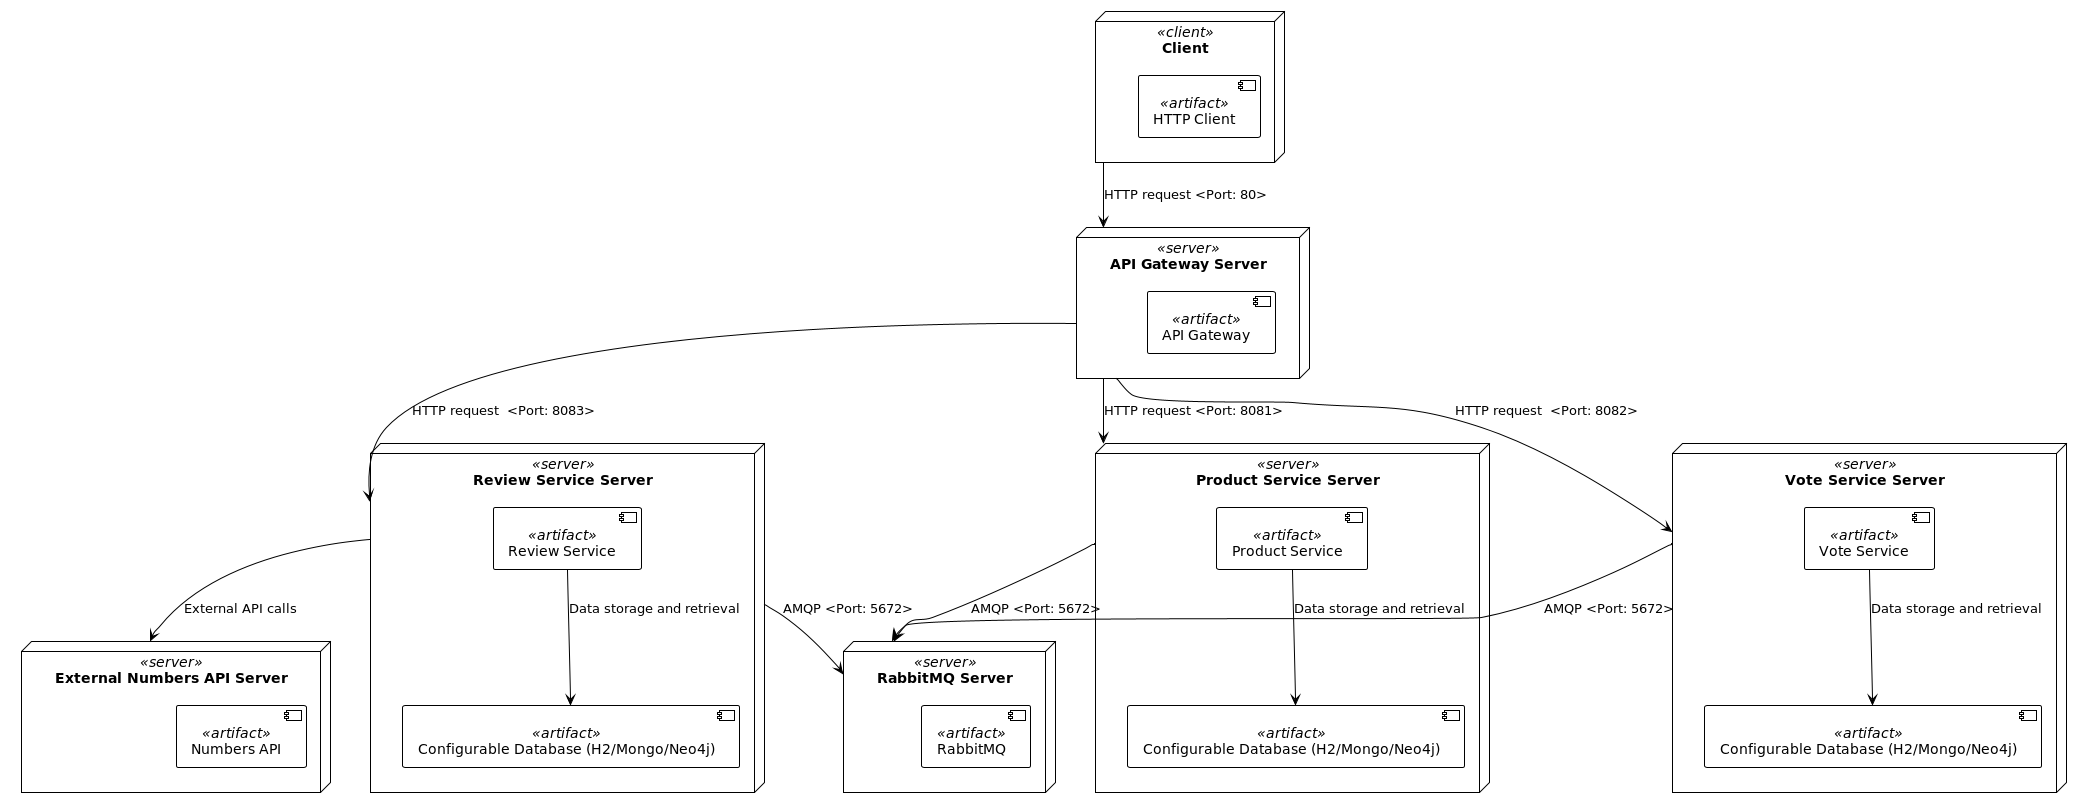 «client»
Client
«artifact»
HTTP Client
HTTP request <Port: 80>
«server»
API Gateway Server
«artifact»
API Gateway
HTTP request  <Port: 8083>
HTTP request <Port: 8081>
HTTP request  <Port: 8082>
«server»
Review Service Server
«artifact»
Review Service
«server»
Product Service Server
«artifact»
Product Service
«server»
Vote Service Server
«artifact»
Vote Service
External API calls
Data storage and retrieval
AMQP <Port: 5672>
AMQP <Port: 5672>
Data storage and retrieval
AMQP <Port: 5672>
Data storage and retrieval
«server»
External Numbers API Server
«artifact»
Numbers API
«artifact»
Configurable Database (H2/Mongo/Neo4j)
«server»
RabbitMQ Server
«artifact»
RabbitMQ
«artifact»
Configurable Database (H2/Mongo/Neo4j)
«artifact»
Configurable Database (H2/Mongo/Neo4j)